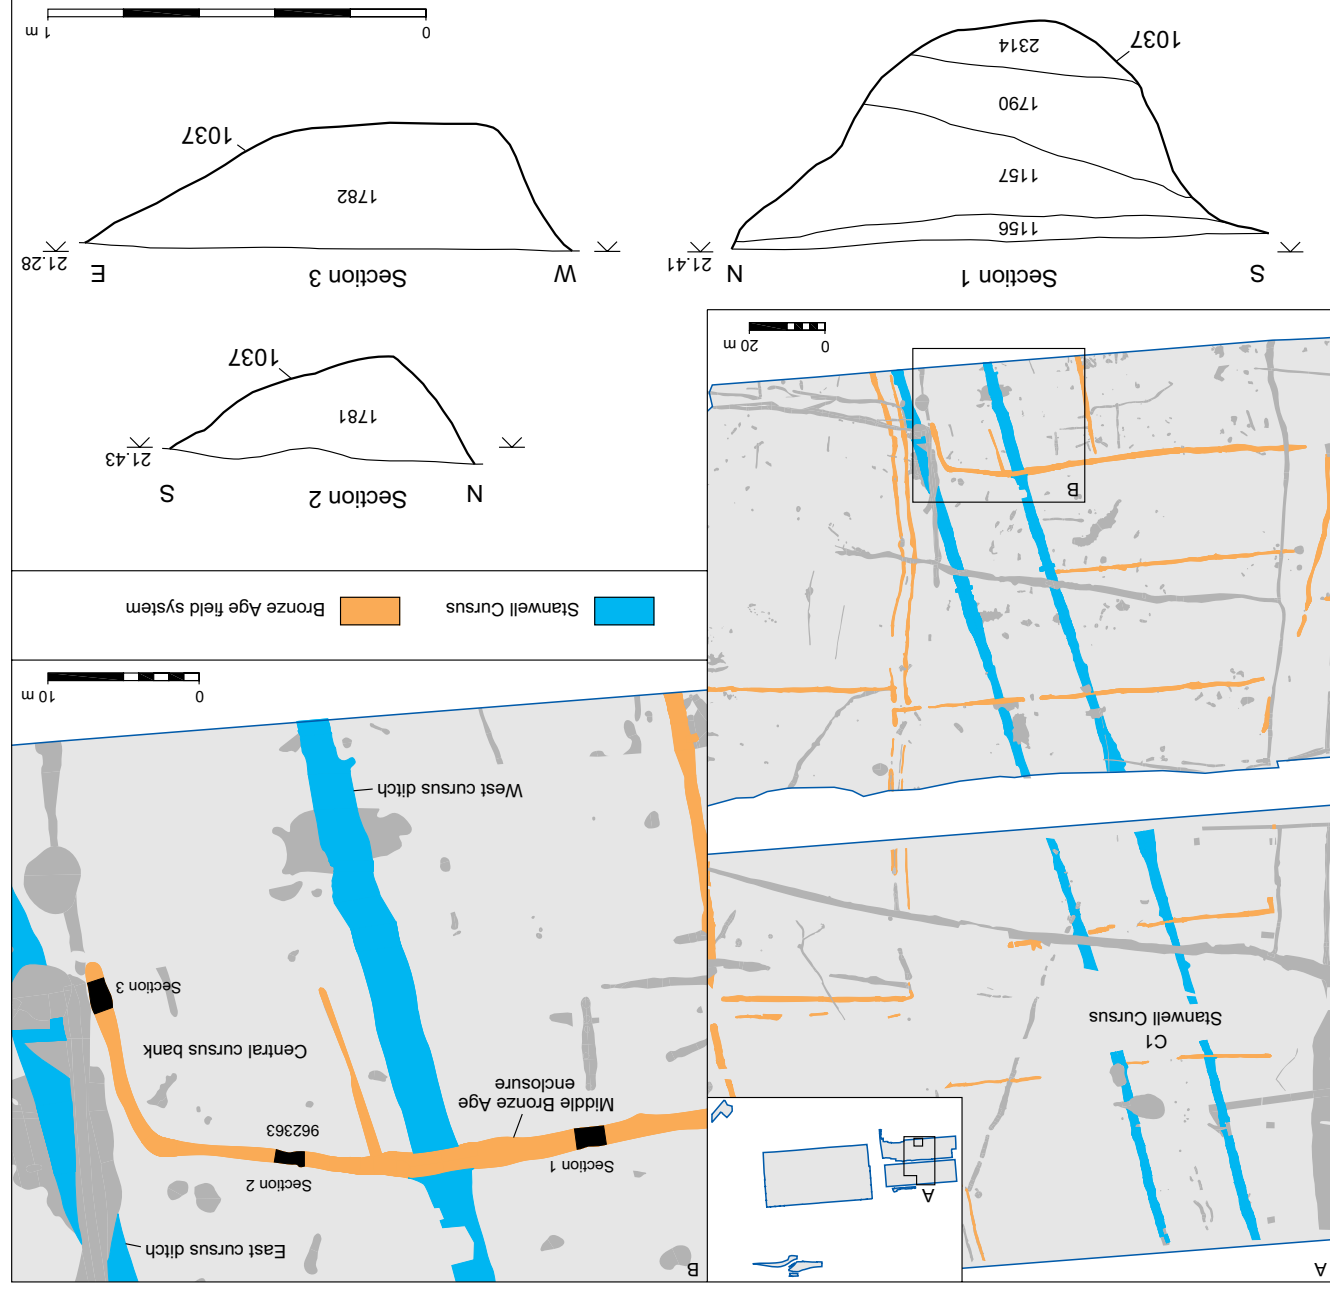 A
A
C1
Stanwell Cursus
B
0 20 m
B
East cursus ditch
Section 1
Section 2
962363
Middle Bronze Age
enclosure
Central cursus bank
Section 3
West cursus ditch
0 10 m
Stanwell Cursus
Bronze Age field system
S
Section 1
N
21.41
1156
1157
1790
2314
1037
N
Section 2
S
21.43
1781
1037
W
Section 3
E
21.28
1782
1037
0 1 m